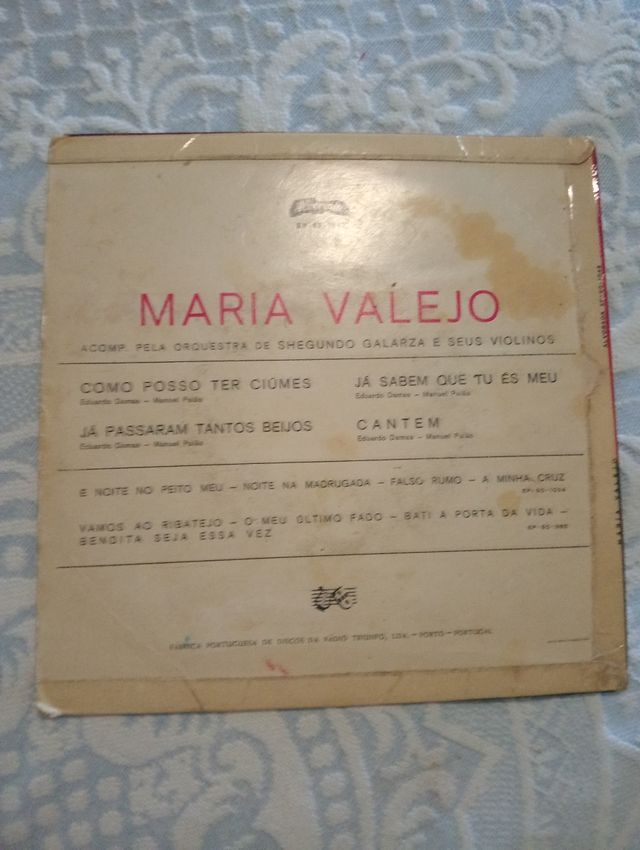 MARIA VALEJO
ACOMP. PELA ORQUESTRA DE SHEGUNDO GALARZA E SEUS VIOLINOS
COMO POSSO TER CIÚMES
Eduardo Damas – Manuel Paião
JÁ PASSARAM TANTOS BEIJOS
Eduardo Damas – Manuel Paião
JÁ SABEM QUE TU ÉS MEU
Eduardo Damas – Manuel Paião
CANTEM
Eduardo Damas – Manuel Paião
É NOITE NO PEITO MEU – NOITE NA MADRUGADA – FALSO RUMO – A MINHA CRUZ
VAMOS AO RIBATEJO – O MEU ÚLTIMO FADO – BATI À PORTA DA VIDA –
BENDITA SEJA ESSA VEZ
FÁBRICA PORTUGUESA DE DISCOS DA RÁDIO TRIUNFO, LDA. – PORTO – PORTUGAL